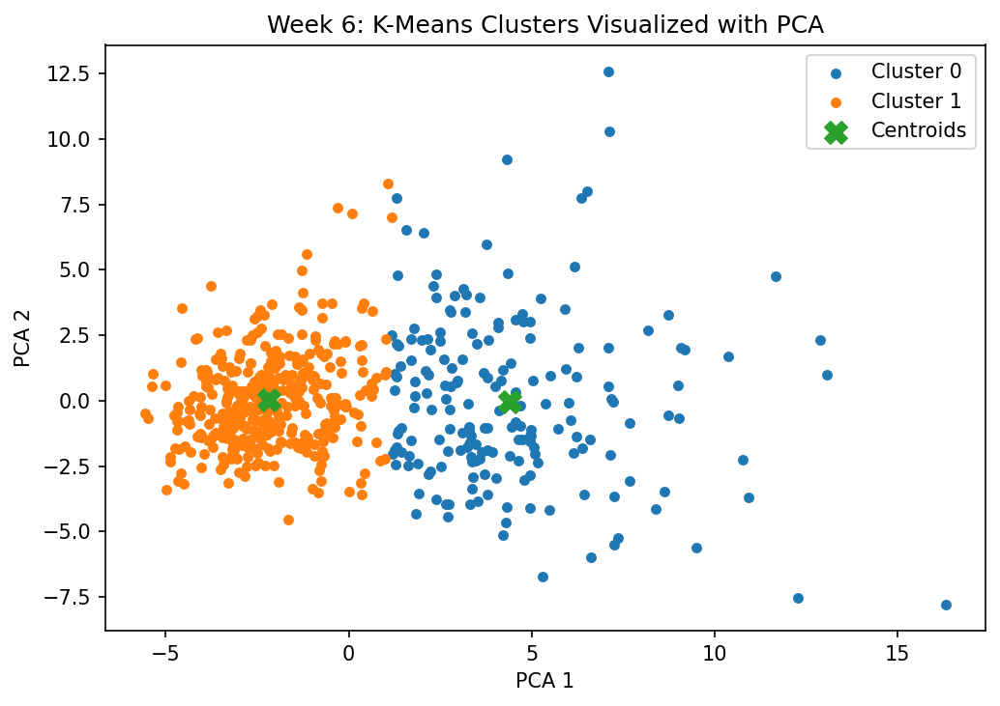 Week 6: K-Means Clusters Visualized with PCA
Cluster 0
Cluster 1
Centroids
12.5
10.0
7.5
5.0
2.5
0.0
−2.5
−5.0
−7.5
PCA 2
−5
0
5
10
15
PCA 1